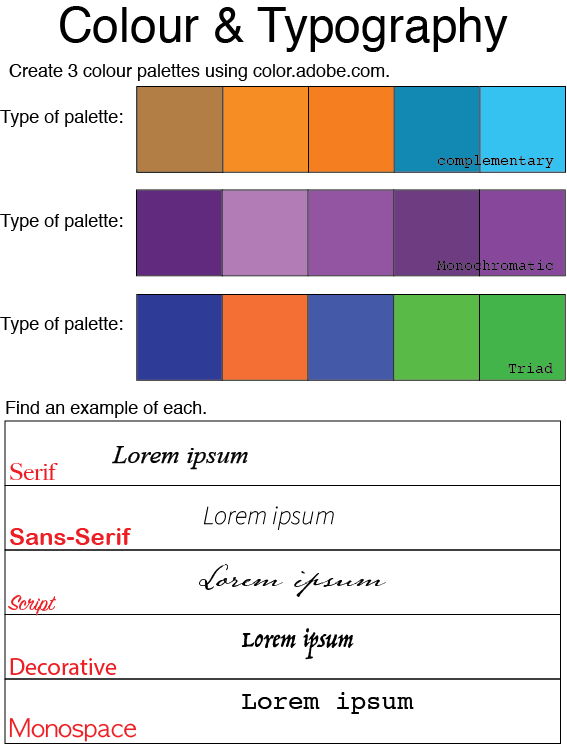 Colour & Typography
Create 3 colour palettes using color.adobe.com.
Type of palette:
complementary
Type of palette:
Monochromatic
Type of palette:
Triad
Find an example of each.
Lorem ipsum
Serif
Lorem ipsum
Sans-Serif
Lorem ipsum
Script
Lorem ipsum
Decorative
Lorem ipsum
Monospace